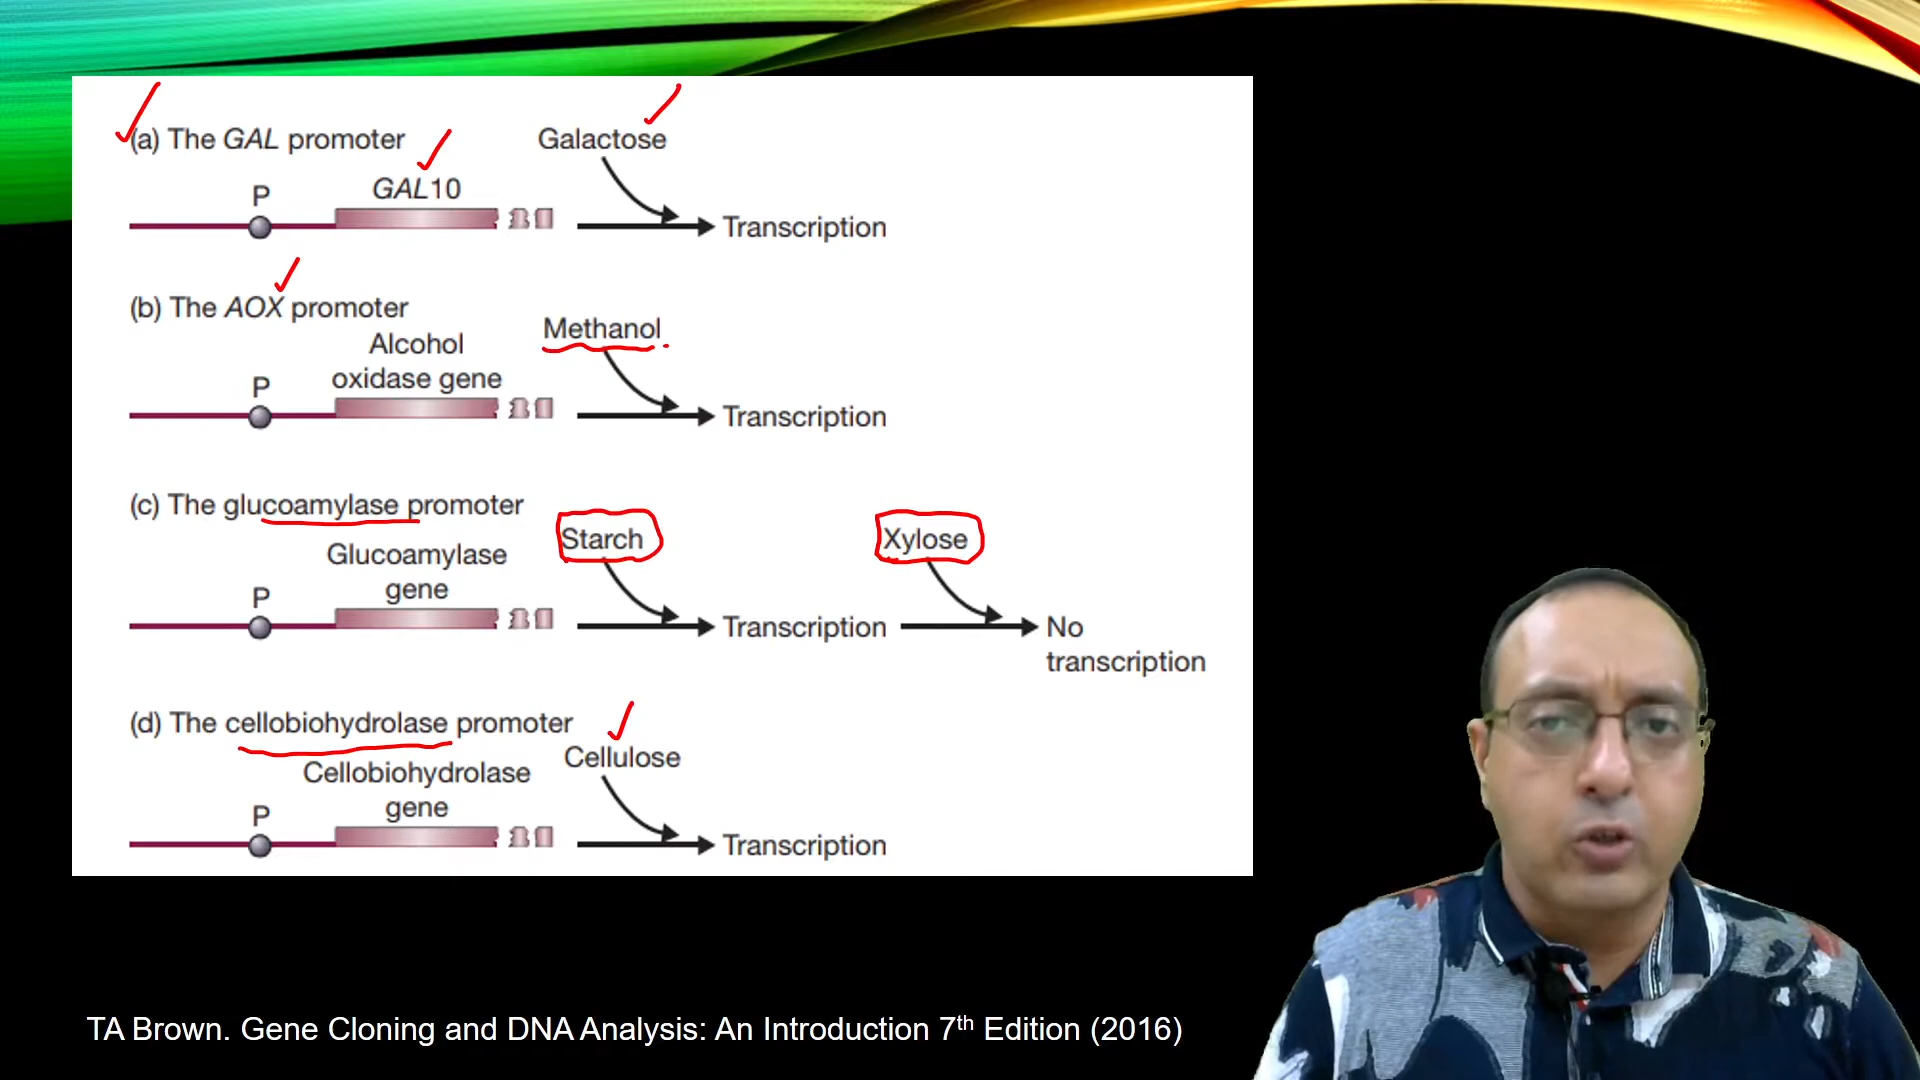 (a) The GAL promoter
Galactose
P
GAL10
Transcription
(b) The AOX promoter
Methanol
Alcohol
oxidase gene
P
Transcription
(c) The glucoamylase promoter
Starch
Xylose
Glucoamylase
gene
P
Transcription
No
transcription
(d) The cellobiohydrolase promoter
Cellulose
Cellobiohydrolase
gene
P
Transcription
TA Brown. Gene Cloning and DNA Analysis: An Introduction 7th Edition (2016)